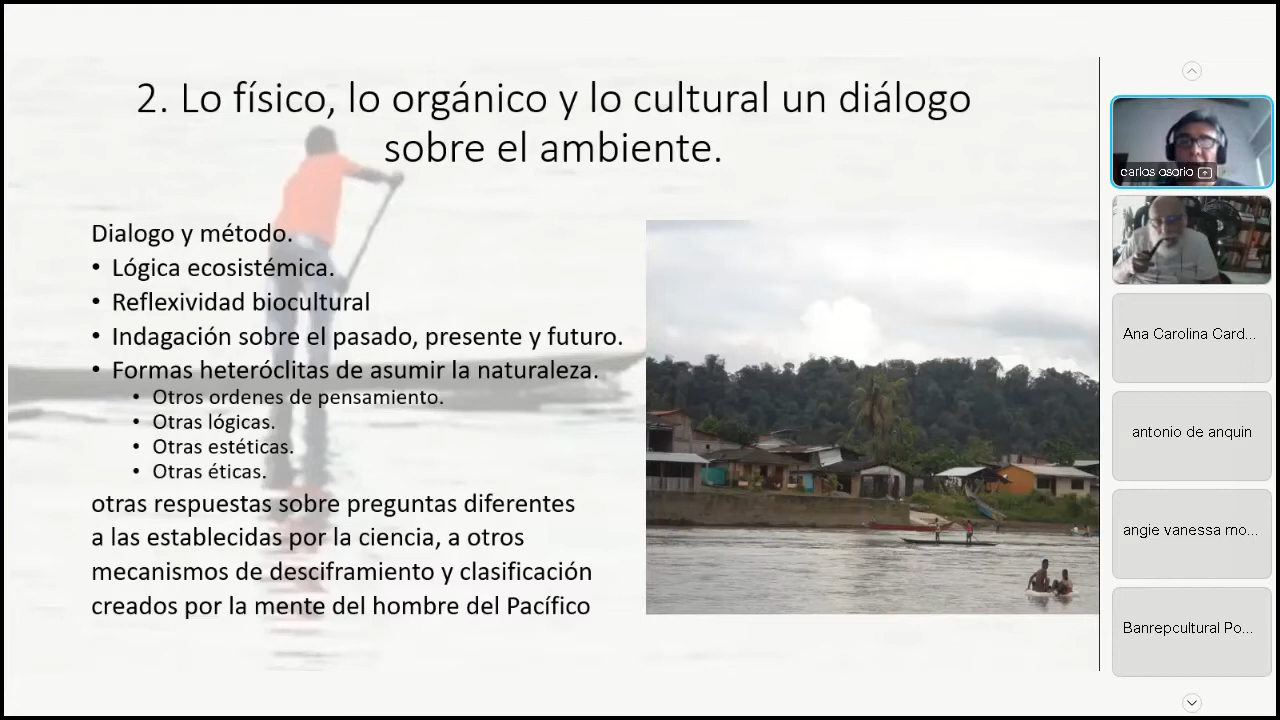 2. Lo físico, lo orgánico y lo cultural un diálogo
sobre el ambiente.
Dialogo y método.
• Lógica ecosistémica.
• Reflexividad biocultural
• Indagación sobre el pasado, presente y futuro.
• Formas heteróclitas de asumir la naturaleza.
• Otros ordenes de pensamiento.
• Otras lógicas.
• Otras estéticas.
• Otras éticas.
otras respuestas sobre preguntas diferentes
a las establecidas por la ciencia, a otros
mecanismos de desciframiento y clasificación
creados por la mente del hombre del Pacífico
carlos osorio
Ana Carolina Card...
antonio de anquin
angie vanessa mo...
Banrepcultural Po...